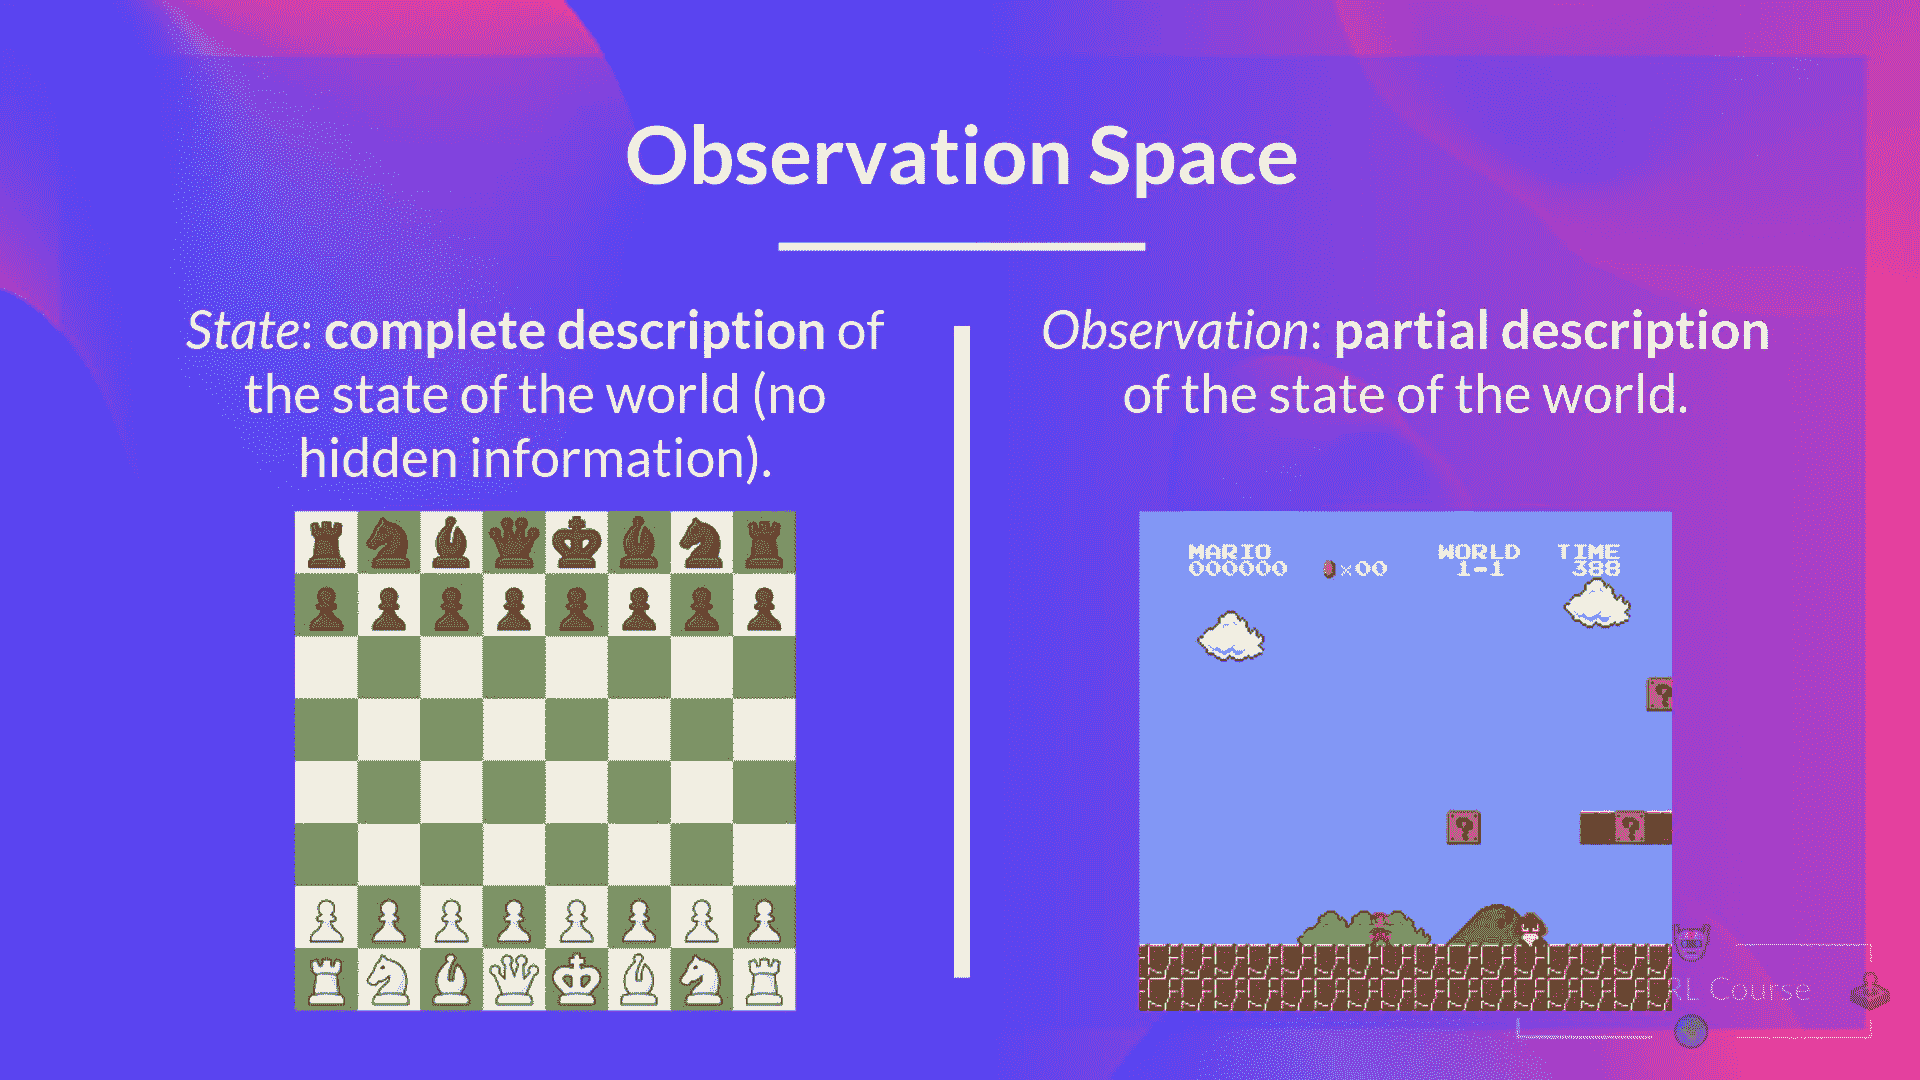 Observation Space
State: complete description of
the state of the world (no
hidden information).
Observation: partial description
of the state of the world.
MARIO
000000
×00
WORLD
1-1
TIME
388
? 
?
?
RL Course